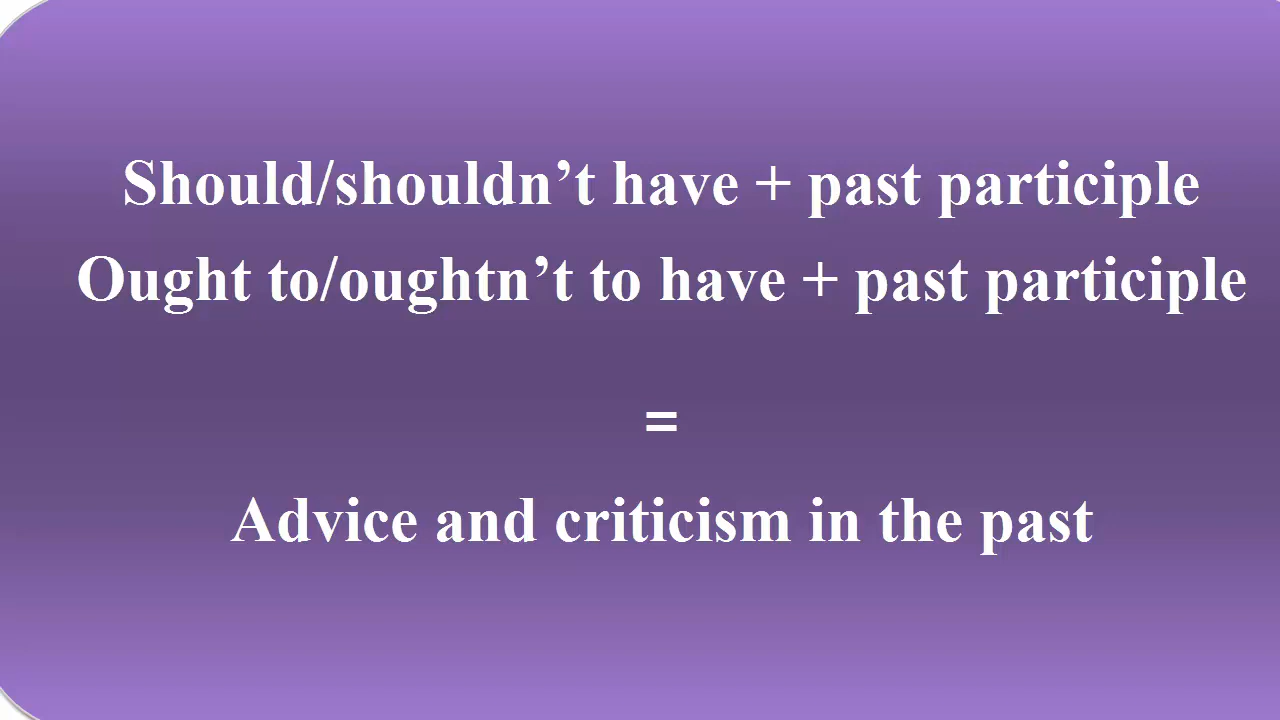 Should/shouldn’t have + past participle
Ought to/oughtn’t to have + past participle
=
Advice and criticism in the past